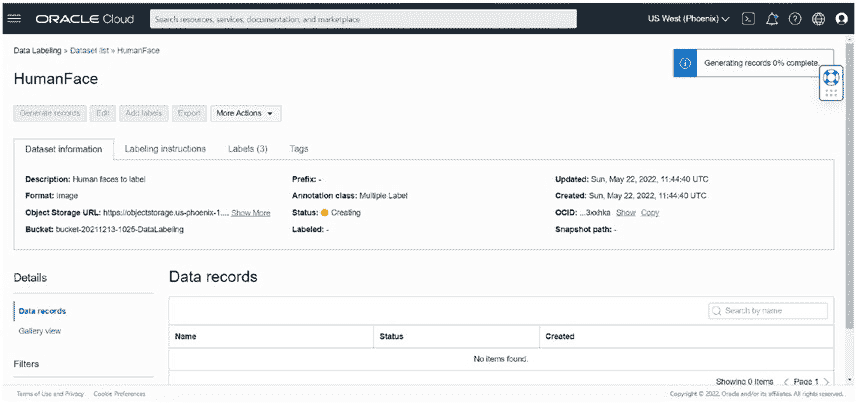 ORACLE Cloud
Search resources, services, documentation, and marketplace
US West (Phoenix)
Data Labeling » Dataset list » HumanFace
Generating records 0% complete.
HumanFace
Generate records Edit Add labels Export More Actions
Dataset information Labeling instructions Labels (3) Tags
Description: Human faces to label Prefix: - Updated: Sun, May 22, 2022, 11:44:40 UTC
Format: Image Annotation class: Multiple Label Created: Sun, May 22, 2022, 11:44:40 UTC
Object Storage URL: https://objectstorage.us-phoenix-1.... Show More Status: Creating OCID: ...3xxhka Show Copy
Bucket: bucket-20211213-1025-DataLabeling Labeled: - Snapshot path: -
Details
Data records
Gallery view
Filters
Data records
Search by name
Name Status Created
No items found.
Showing 0 Items Page 1
Terms of Use and Privacy Cookie Preferences
Copyright © 2022, Oracle and/or its affiliates. All rights reserved.